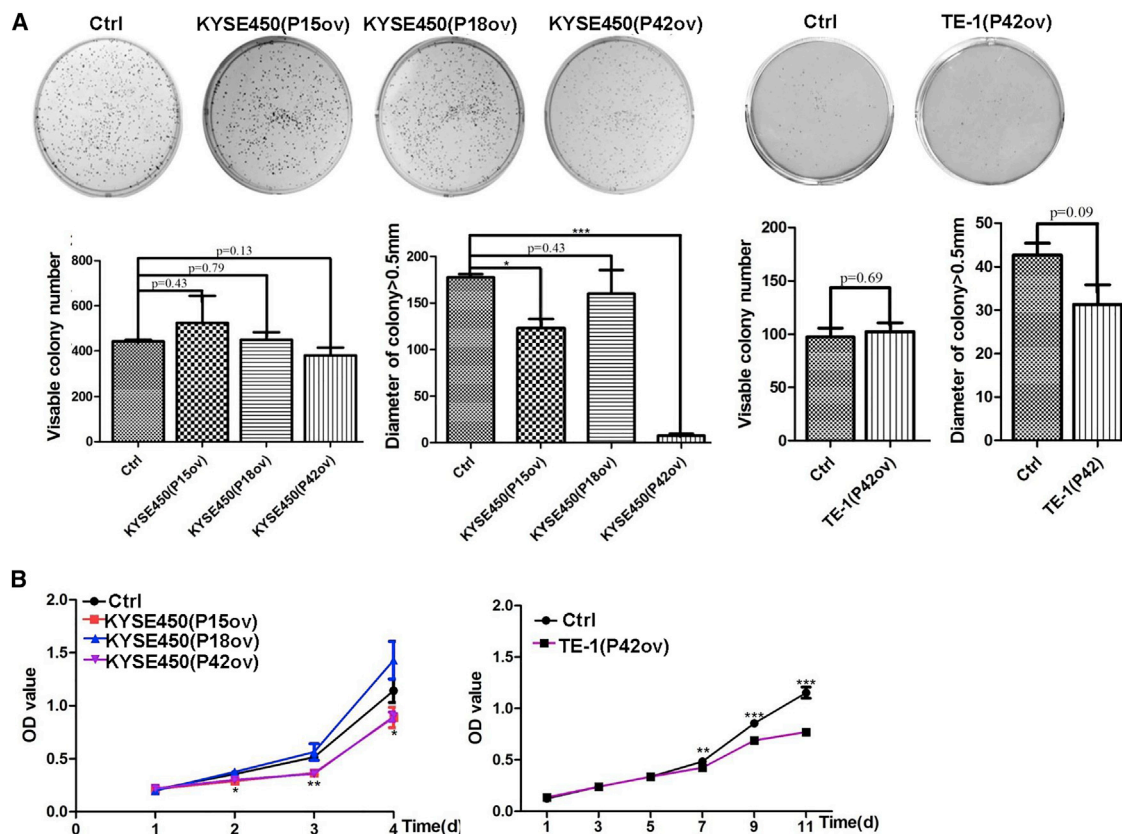 A
Ctrl
KYSE450(P15ov)
KYSE450(P18ov)
KYSE450(P42ov)
Ctrl
TE-1(P42ov)
Visable colony number
800
600
400
200
0
p=0.13
p=0.79
p=0.43
Ctrl
KYSE450(P15ov)
KYSE450(P18ov)
KYSE450(P42ov)
Diameter of colony>0.5mm
200
150
100
50
0
***
p=0.43
*
Ctrl
KYSE450(P15ov)
KYSE450(P18ov)
KYSE450(P42ov)
Visable colony number
200
150
100
50
0
p=0.69
Ctrl
TE-1(P42ov)
Diameter of colony>0.5mm
50
40
30
20
10
0
p=0.09
Ctrl
TE-1(P42)
B
OD value
2.0
1.5
1.0
0.5
0.0
Ctrl
KYSE450(P15ov)
KYSE450(P18ov)
KYSE450(P42ov)
*
**
*
0 1 2 3 4 Time(d)
OD value
2.0
1.5
1.0
0.5
0.0
Ctrl
TE-1(P42ov)
**
***
***
1 3 5 7 9 11 Time(d)